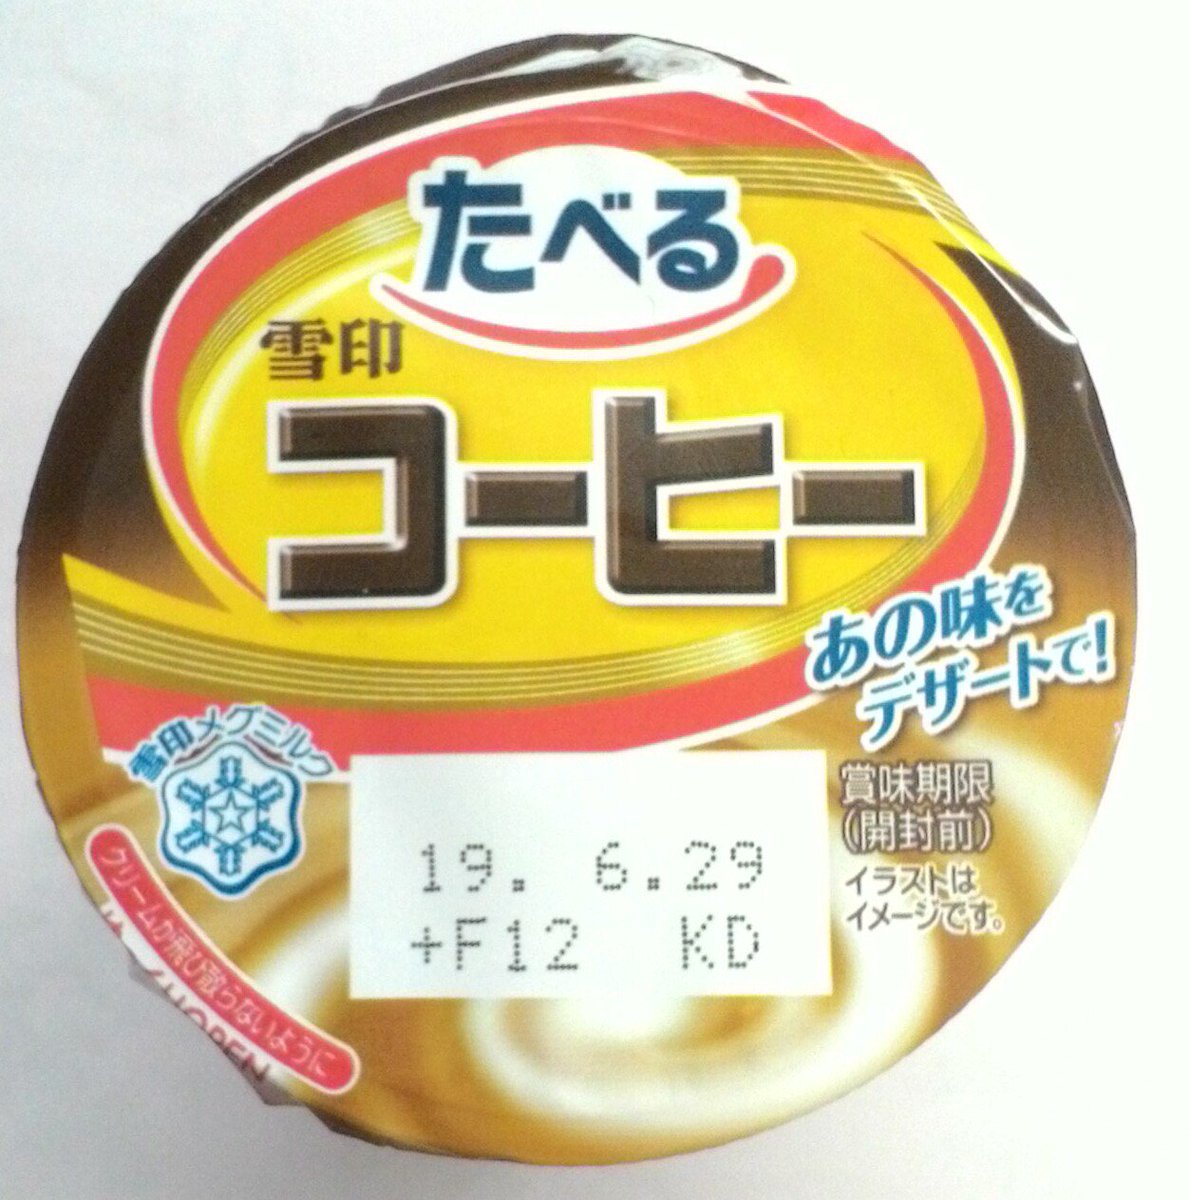 たべる
雪印
コーヒー
あの味を
デザートで!
雪印メグミルク
賞味期限
(開封前)
イラストは
イメージです。
19. 6.29
+F12 KD
クリームが飛び散らないように
OPEN